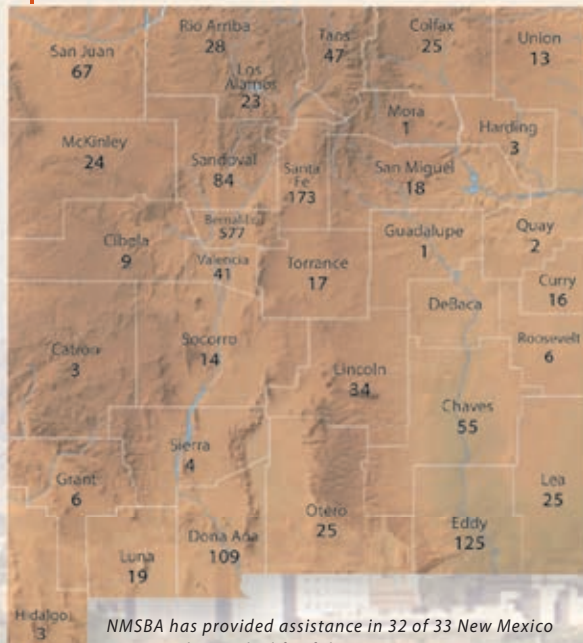 Rio Arriba
28
Taos
47
Colfax
25
Union
13
San Juan
67
Los
Alamos
23
Mora
1
Harding
3
McKinley
24
Sandoval
84
Santa
Fe
173
San Miguel
18
Bernalillo
577
Guadalupe
1
Quay
2
Cibola
9
Valencia
41
Torrance
17
Curry
16
DeBaca
Roosevelt
6
Catron
3
Socorro
14
Lincoln
34
Chaves
55
Sierra
4
Grant
6
Lea
25
Otero
25
Eddy
125
Dona Ana
109
Luna
19
Hidalgo
3
NMSBA has provided assistance in 32 of 33 New Mexico